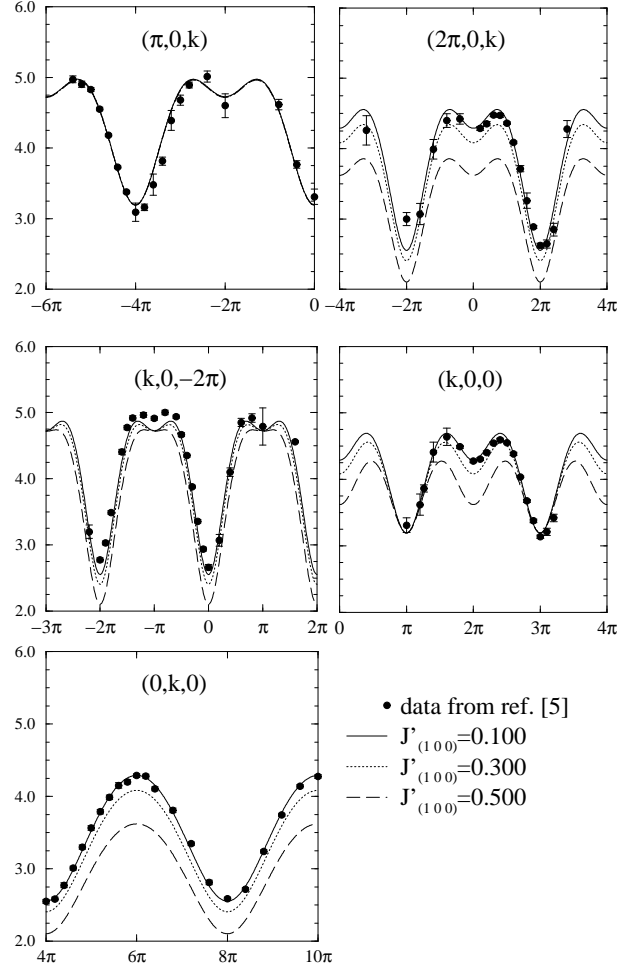 (π,0,k)
6.0
5.0
4.0
3.0
2.0
−6π −4π −2π 0
(2π,0,k)
−4π −2π 0 2π 4π
(k,0,−2π)
6.0
5.0
4.0
3.0
2.0
−3π −2π −π 0 π 2π
(k,0,0)
0 π 2π 3π 4π
(0,k,0)
6.0
5.0
4.0
3.0
2.0
4π 6π 8π 10π
data from ref. [5]
J'(1 0 0)=0.100
J'(1 0 0)=0.300
J'(1 0 0)=0.500